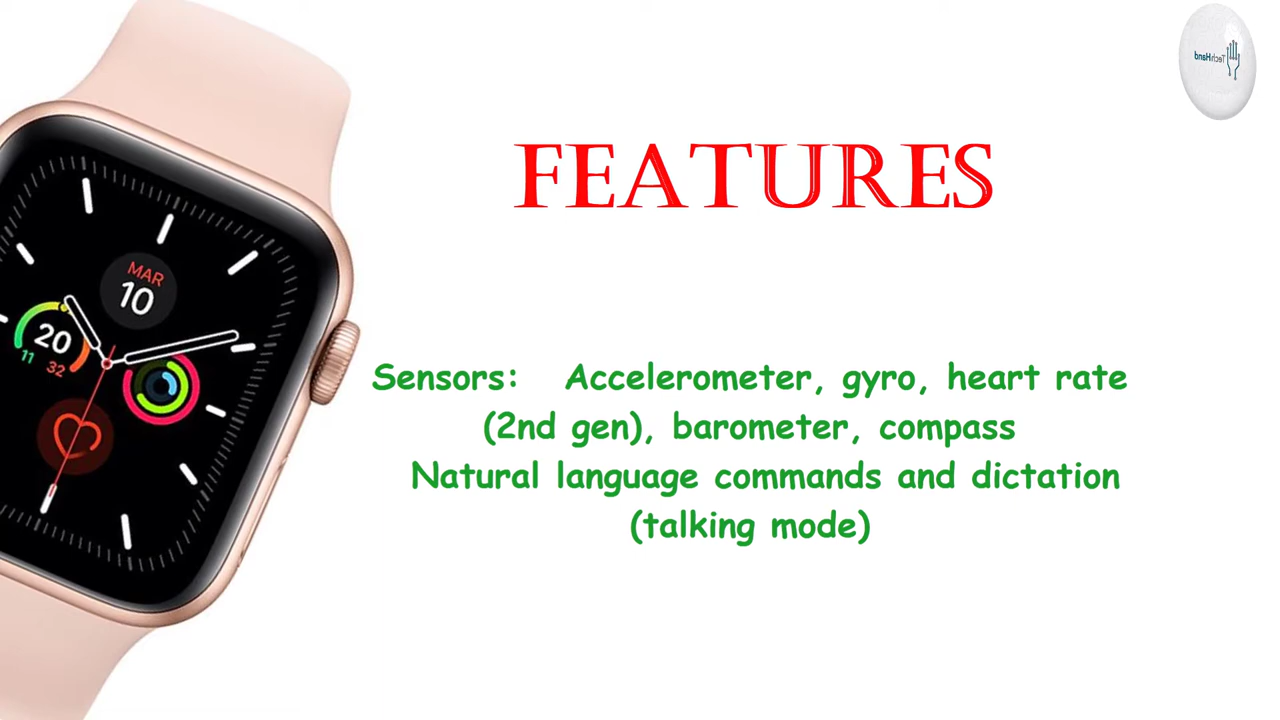 TechHand
FEATURES
MAR
10
20
11 32
Sensors: Accelerometer, gyro, heart rate
(2nd gen), barometer, compass
Natural language commands and dictation
(talking mode)